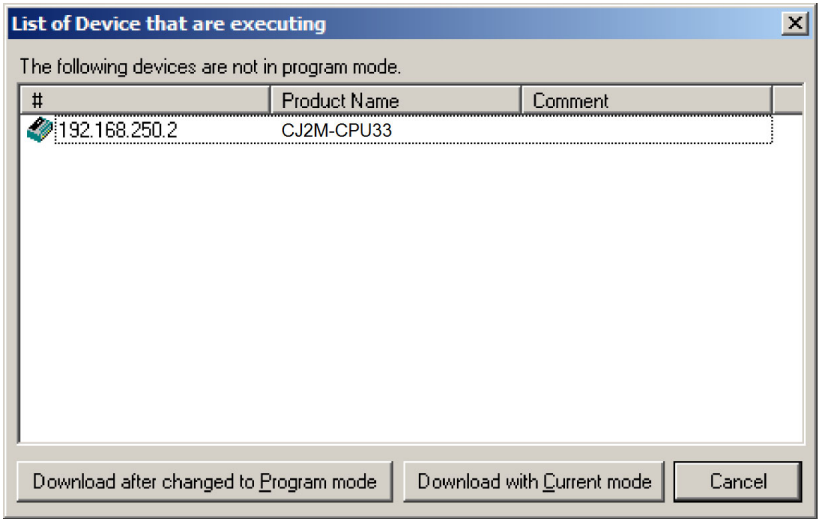 List of Device that are executing
The following devices are not in program mode.
# Product Name Comment
192.168.250.2 CJ2M-CPU33
Download after changed to Program mode Download with Current mode Cancel